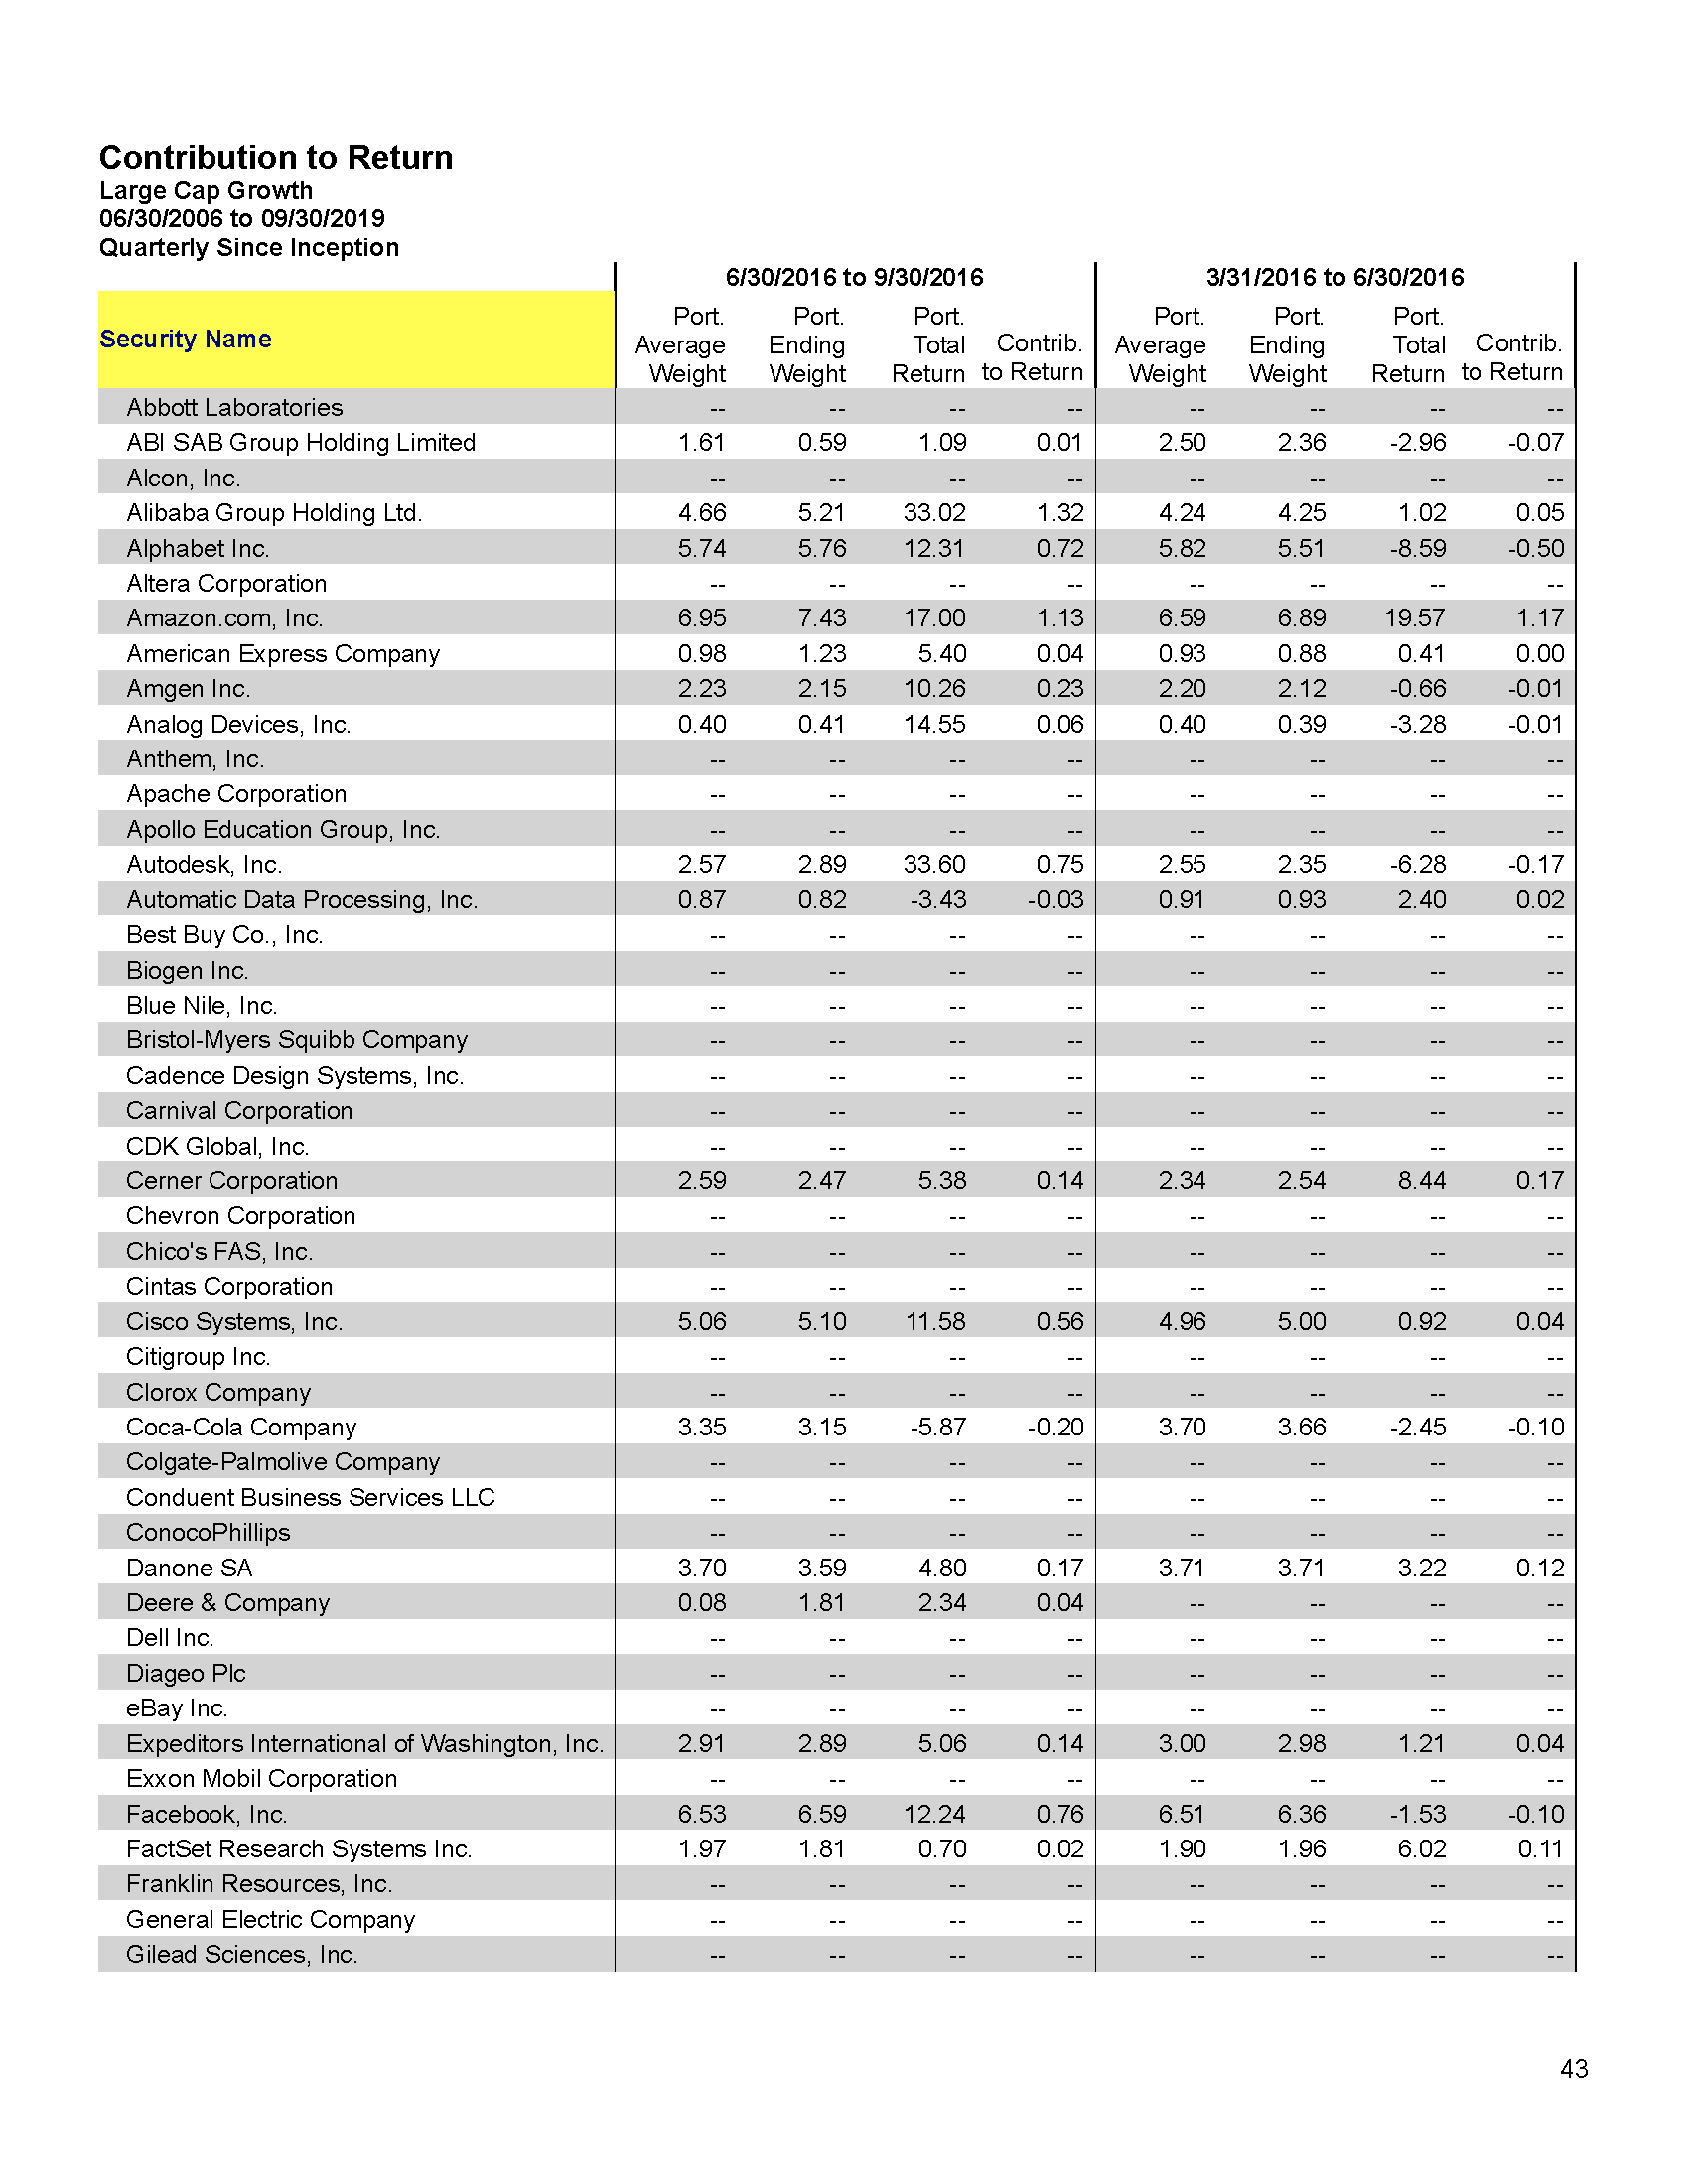 Contribution to Return
Large Cap Growth
06/30/2006 to 09/30/2019
Quarterly Since Inception
6/30/2016 to 9/30/2016 3/31/2016 to 6/30/2016
Security Name Port. Average Weight Port. Ending Weight Port. Total Return Contrib. to Return Port. Average Weight Port. Ending Weight Port. Total Return Contrib. to Return
Abbott Laboratories -- -- -- -- -- -- -- --
ABI SAB Group Holding Limited 1.61 0.59 1.09 0.01 2.50 2.36 -2.96 -0.07
Alcon, Inc. -- -- -- -- -- -- -- --
Alibaba Group Holding Ltd. 4.66 5.21 33.02 1.32 4.24 4.25 1.02 0.05
Alphabet Inc. 5.74 5.76 12.31 0.72 5.82 5.51 -8.59 -0.50
Altera Corporation -- -- -- -- -- -- -- --
Amazon.com, Inc. 6.95 7.43 17.00 1.13 6.59 6.89 19.57 1.17
American Express Company 0.98 1.23 5.40 0.04 0.93 0.88 0.41 0.00
Amgen Inc. 2.23 2.15 10.26 0.23 2.20 2.12 -0.66 -0.01
Analog Devices, Inc. 0.40 0.41 14.55 0.06 0.40 0.39 -3.28 -0.01
Anthem, Inc. -- -- -- -- -- -- -- --
Apache Corporation -- -- -- -- -- -- -- --
Apollo Education Group, Inc. -- -- -- -- -- -- -- --
Autodesk, Inc. 2.57 2.89 33.60 0.75 2.55 2.35 -6.28 -0.17
Automatic Data Processing, Inc. 0.87 0.82 -3.43 -0.03 0.91 0.93 2.40 0.02
Best Buy Co., Inc. -- -- -- -- -- -- -- --
Biogen Inc. -- -- -- -- -- -- -- --
Blue Nile, Inc. -- -- -- -- -- -- -- --
Bristol-Myers Squibb Company -- -- -- -- -- -- -- --
Cadence Design Systems, Inc. -- -- -- -- -- -- -- --
Carnival Corporation -- -- -- -- -- -- -- --
CDK Global, Inc. -- -- -- -- -- -- -- --
Cerner Corporation 2.59 2.47 5.38 0.14 2.34 2.54 8.44 0.17
Chevron Corporation -- -- -- -- -- -- -- --
Chico's FAS, Inc. -- -- -- -- -- -- -- --
Cintas Corporation -- -- -- -- -- -- -- --
Cisco Systems, Inc. 5.06 5.10 11.58 0.56 4.96 5.00 0.92 0.04
Citigroup Inc. -- -- -- -- -- -- -- --
Clorox Company -- -- -- -- -- -- -- --
Coca-Cola Company 3.35 3.15 -5.87 -0.20 3.70 3.66 -2.45 -0.10
Colgate-Palmolive Company -- -- -- -- -- -- -- --
Conduent Business Services LLC -- -- -- -- -- -- -- --
ConocoPhillips -- -- -- -- -- -- -- --
Danone SA 3.70 3.59 4.80 0.17 3.71 3.71 3.22 0.12
Deere & Company 0.08 1.81 2.34 0.04 -- -- -- --
Dell Inc. -- -- -- -- -- -- -- --
Diageo Plc -- -- -- -- -- -- -- --
eBay Inc. -- -- -- -- -- -- -- --
Expeditors International of Washington, Inc. 2.91 2.89 5.06 0.14 3.00 2.98 1.21 0.04
Exxon Mobil Corporation -- -- -- -- -- -- -- --
Facebook, Inc. 6.53 6.59 12.24 0.76 6.51 6.36 -1.53 -0.10
FactSet Research Systems Inc. 1.97 1.81 0.70 0.02 1.90 1.96 6.02 0.11
Franklin Resources, Inc. -- -- -- -- -- -- -- --
General Electric Company -- -- -- -- -- -- -- --
Gilead Sciences, Inc. -- -- -- -- -- -- -- --
43